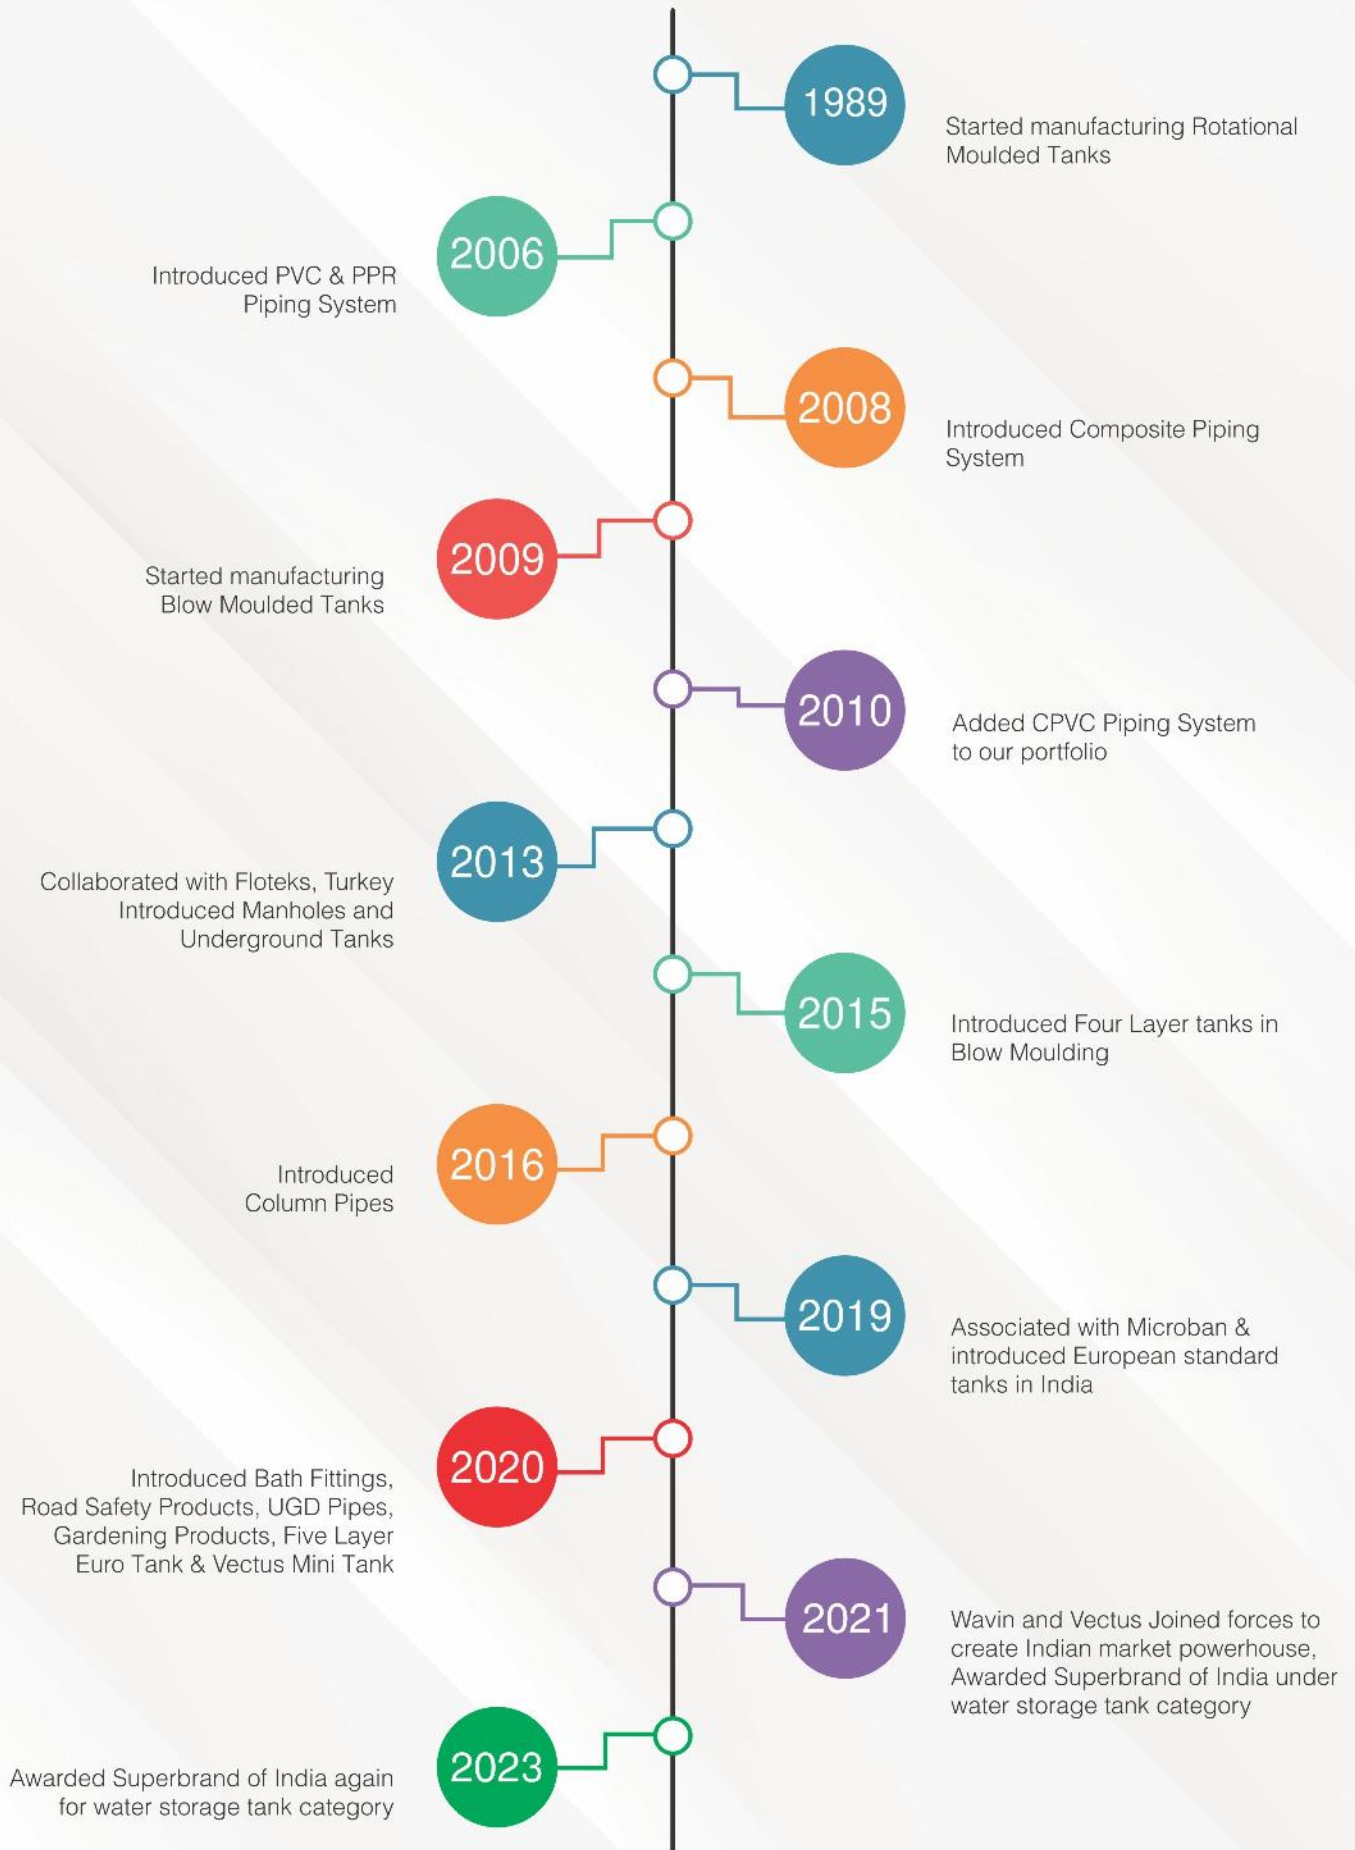 1989
Started manufacturing Rotational
Moulded Tanks
2006
Introduced PVC & PPR
Piping System
2008
Introduced Composite Piping
System
2009
Started manufacturing
Blow Moulded Tanks
2010
Added CPVC Piping System
to our portfolio
2013
Collaborated with Floteks, Turkey
Introduced Manholes and
Underground Tanks
2015
Introduced Four Layer tanks in
Blow Moulding
2016
Introduced
Column Pipes
2019
Associated with Microban &
introduced European standard
tanks in India
2020
Introduced Bath Fittings,
Road Safety Products, UGD Pipes,
Gardening Products, Five Layer
Euro Tank & Vectus Mini Tank
2021
Wavin and Vectus Joined forces to
create Indian market powerhouse,
Awarded Superbrand of India under
water storage tank category
2023
Awarded Superbrand of India again
for water storage tank category